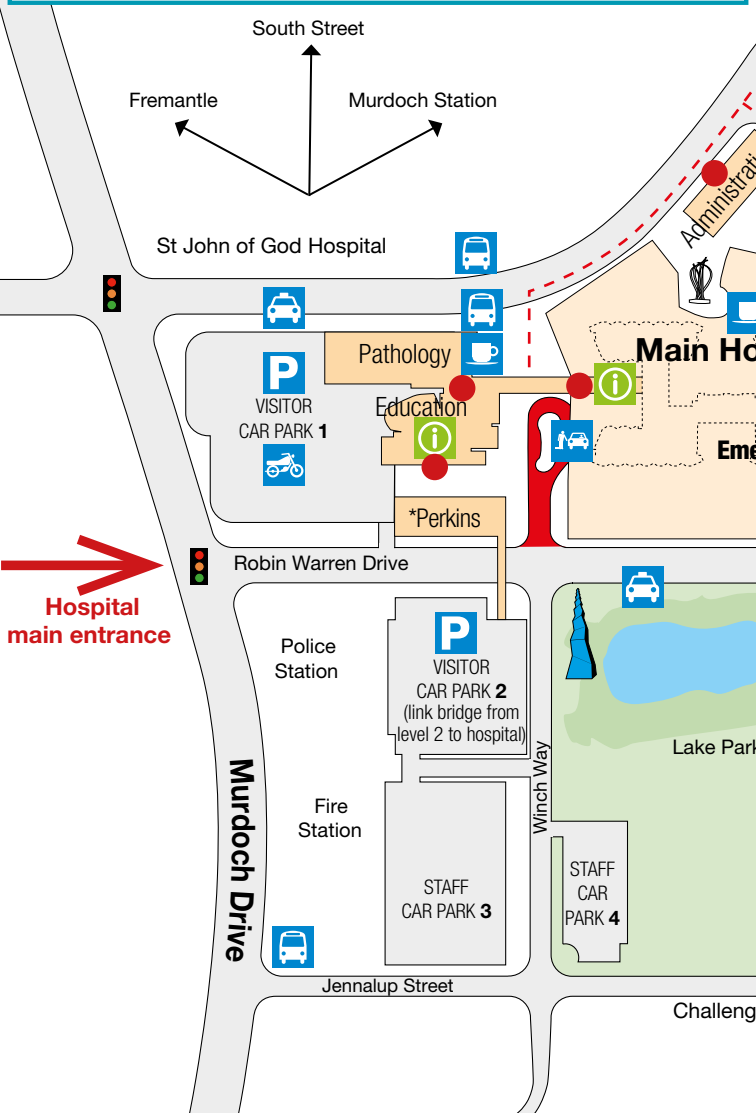 South Street
Fremantle
Murdoch Station
St John of God Hospital
Administrati
Pathology
Main Ho
P
VISITOR
CAR PARK 1
Education
i
i
Eme
*Perkins
Robin Warren Drive
Hospital
main entrance
Police
Station
P
VISITOR
CAR PARK 2
(link bridge from
level 2 to hospital)
Lake Park
Winch Way
Murdoch Drive
Fire
Station
STAFF
CAR PARK 3
STAFF
CAR
PARK 4
Jennalup Street
Challeng